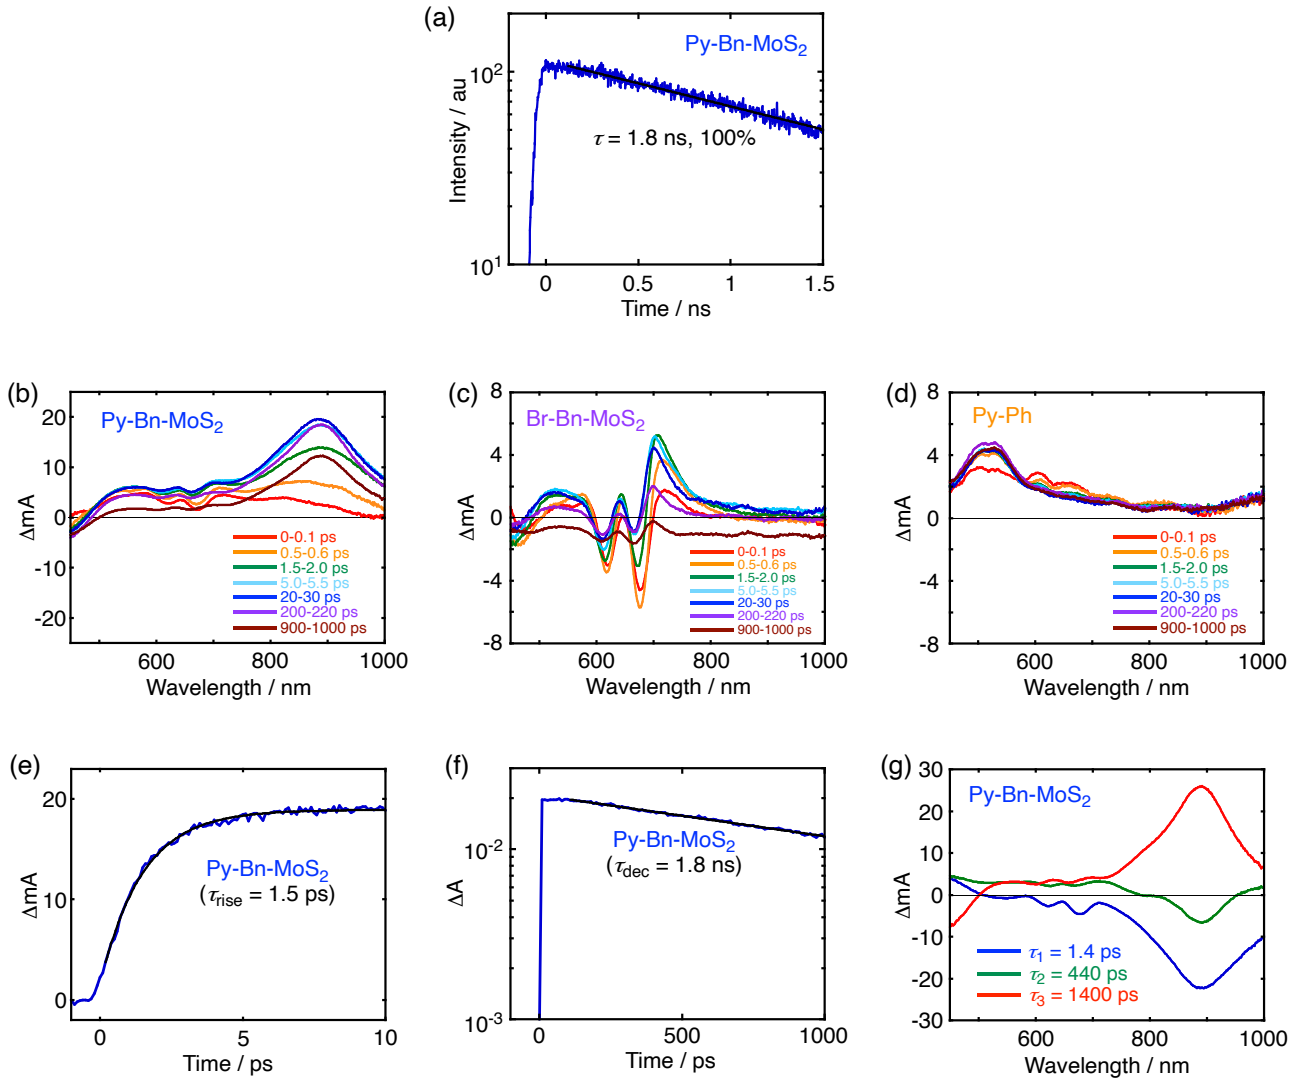 (a)
Py-Bn-MoS2
Intensity / au
10²
10¹
τ = 1.8 ns, 100%
0 0.5 1 1.5
Time / ns
(b)
Py-Bn-MoS2
ΔmA
20
10
0
-10
-20
0-0.1 ps
0.5-0.6 ps
1.5-2.0 ps
5.0-5.5 ps
20-30 ps
200-220 ps
900-1000 ps
600 800 1000
Wavelength / nm
(c)
Br-Bn-MoS2
ΔmA
8
4
0
-4
-8
0-0.1 ps
0.5-0.6 ps
1.5-2.0 ps
5.0-5.5 ps
20-30 ps
200-220 ps
900-1000 ps
600 800 1000
Wavelength / nm
(d)
Py-Ph
ΔmA
8
4
0
-4
-8
0-0.1 ps
0.5-0.6 ps
1.5-2.0 ps
5.0-5.5 ps
20-30 ps
200-220 ps
900-1000 ps
600 800 1000
Wavelength / nm
(e)
ΔmA
20
10
0
Py-Bn-MoS2
(τrise = 1.5 ps)
0 5 10
Time / ps
(f)
ΔA
10⁻²
10⁻³
Py-Bn-MoS2
(τdec = 1.8 ns)
0 500 1000
Time / ps
(g)
Py-Bn-MoS2
ΔmA
30
20
10
0
-10
-20
-30
τ1 = 1.4 ps
τ2 = 440 ps
τ3 = 1400 ps
600 800 1000
Wavelength / nm